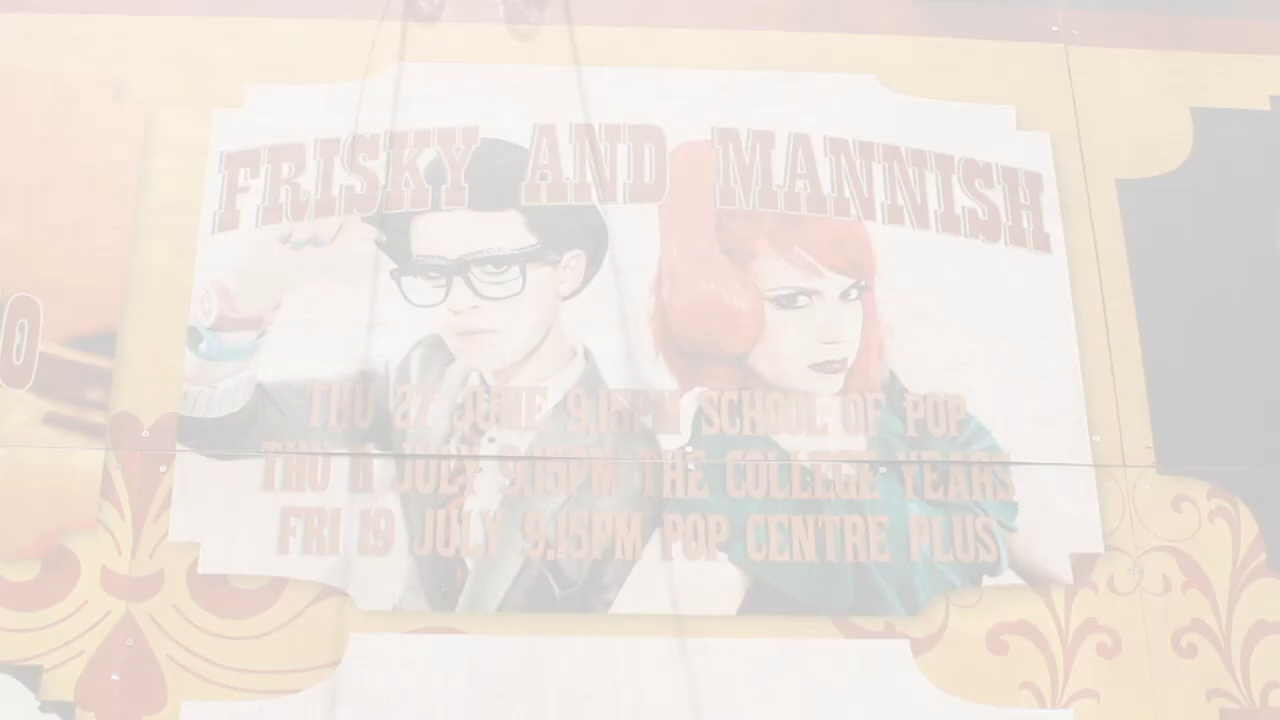 FRISKY AND MANNISH
O
THU 27 JUNE 9.15PM SCHOOL OF POP
THU 11 JULY 9.15PM THE COLLEGE YEARS
FRI 19 JULY 9.15PM POP CENTRE PLUS